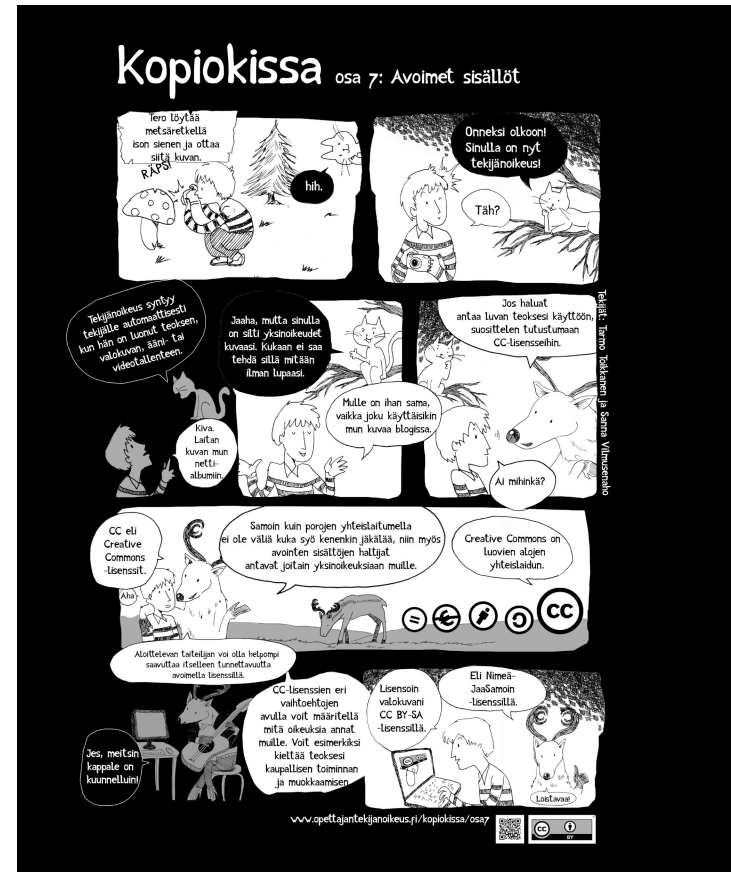 Kopiokissa osa 7: Avoimet sisällöt
Tero löytää
metsäretkellä
ison sienen ja ottaa
siitä kuvan.
RÄPS!
hih.
Onneksi olkoon!
Sinulla on nyt
tekijänoikeus!
Täh?
Tekijänoikeus syntyy
tekijälle automaattisesti
kun hän on luonut teoksen,
valokuvan, ääni- tai
videotallenteen.
Kiva.
Laitan
kuvan mun
netti-
albumiin.
Jaaha, mutta sinulla
on silti yksinoikeudet
kuvaasi. Kukaan ei saa
tehdä sillä mitään
ilman lupaasi.
Mulle on ihan sama,
vaikka joku käyttäisikin
mun kuvaa blogissa.
Jos haluat
antaa luvan teoksesi käyttöön,
suosittelen tutustumaan
CC-lisensseihin.
Ai mihinkä?
Tekijät: Tarmo Toikkanen ja Sanna Vilmusenaho
CC eli
Creative
Commons
-lisenssit.
Aha
Samoin kuin porojen yhteislaitumella
ei ole väliä kuka syö kenenkin jäkälää, niin myös
avointen sisältöjen haltijat
antavat joitain yksinoikeuksiaan muille.
Creative Commons on
luovien alojen
yhteislaidun.
cc
Aloittelevan taiteilijan voi olla helpompi
saavuttaa itselleen tunnettavuutta
avoimella lisenssillä.
Jes, meitsin
kappale on
kuunnelluin!
CC-lisenssien eri
vaihtoehtojen
avulla voit määritellä
mitä oikeuksia annat
muille. Voit esimerkiksi
kieltää teoksesi
kaupallisen toiminnan
ja muokkaamisen.
Lisensoin
valokuvani
CC BY-SA
-lisenssillä.
Eli Nimeä-
JaaSamoin
-lisenssillä.
Loistavaa!
www.opettajantekijanoikeus.fi/kopiokissa/osa7
cc
BY